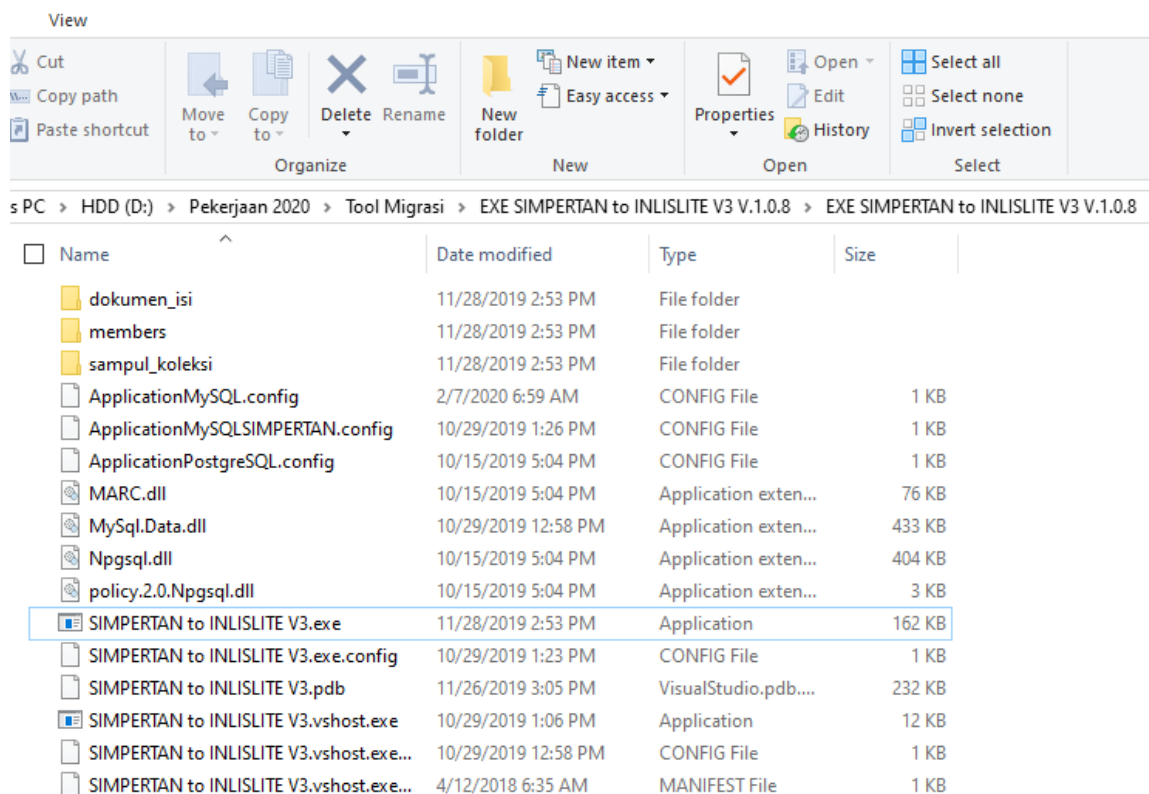 View
Cut
Copy path
Paste shortcut
Move to
Copy to
Delete
Rename
Organize
New folder
New item
Easy access
New
Properties
Open
Edit
History
Open
Select all
Select none
Invert selection
Select
s PC > HDD (D:) > Pekerjaan 2020 > Tool Migrasi > EXE SIMPERTAN to INLISLITE V3 V.1.0.8 > EXE SIMPERTAN to INLISLITE V3 V.1.0.8
Name Date modified Type Size
dokumen_isi 11/28/2019 2:53 PM File folder
members 11/28/2019 2:53 PM File folder
sampul_koleksi 11/28/2019 2:53 PM File folder
ApplicationMySQL.config 2/7/2020 6:59 AM CONFIG File 1 KB
ApplicationMySQLSIMPERTAN.config 10/29/2019 1:26 PM CONFIG File 1 KB
ApplicationPostgreSQL.config 10/15/2019 5:04 PM CONFIG File 1 KB
MARC.dll 10/15/2019 5:04 PM Application exten... 76 KB
MySql.Data.dll 10/29/2019 12:58 PM Application exten... 433 KB
Npgsql.dll 10/15/2019 5:04 PM Application exten... 404 KB
policy.2.0.Npgsql.dll 10/15/2019 5:04 PM Application exten... 3 KB
SIMPERTAN to INLISLITE V3.exe 11/28/2019 2:53 PM Application 162 KB
SIMPERTAN to INLISLITE V3.exe.config 10/29/2019 1:23 PM CONFIG File 1 KB
SIMPERTAN to INLISLITE V3.pdb 11/26/2019 3:05 PM VisualStudio.pdb.... 232 KB
SIMPERTAN to INLISLITE V3.vshost.exe 10/29/2019 1:06 PM Application 12 KB
SIMPERTAN to INLISLITE V3.vshost.exe... 10/29/2019 12:58 PM CONFIG File 1 KB
SIMPERTAN to INLISLITE V3.vshost.exe... 4/12/2018 6:35 AM MANIFEST File 1 KB